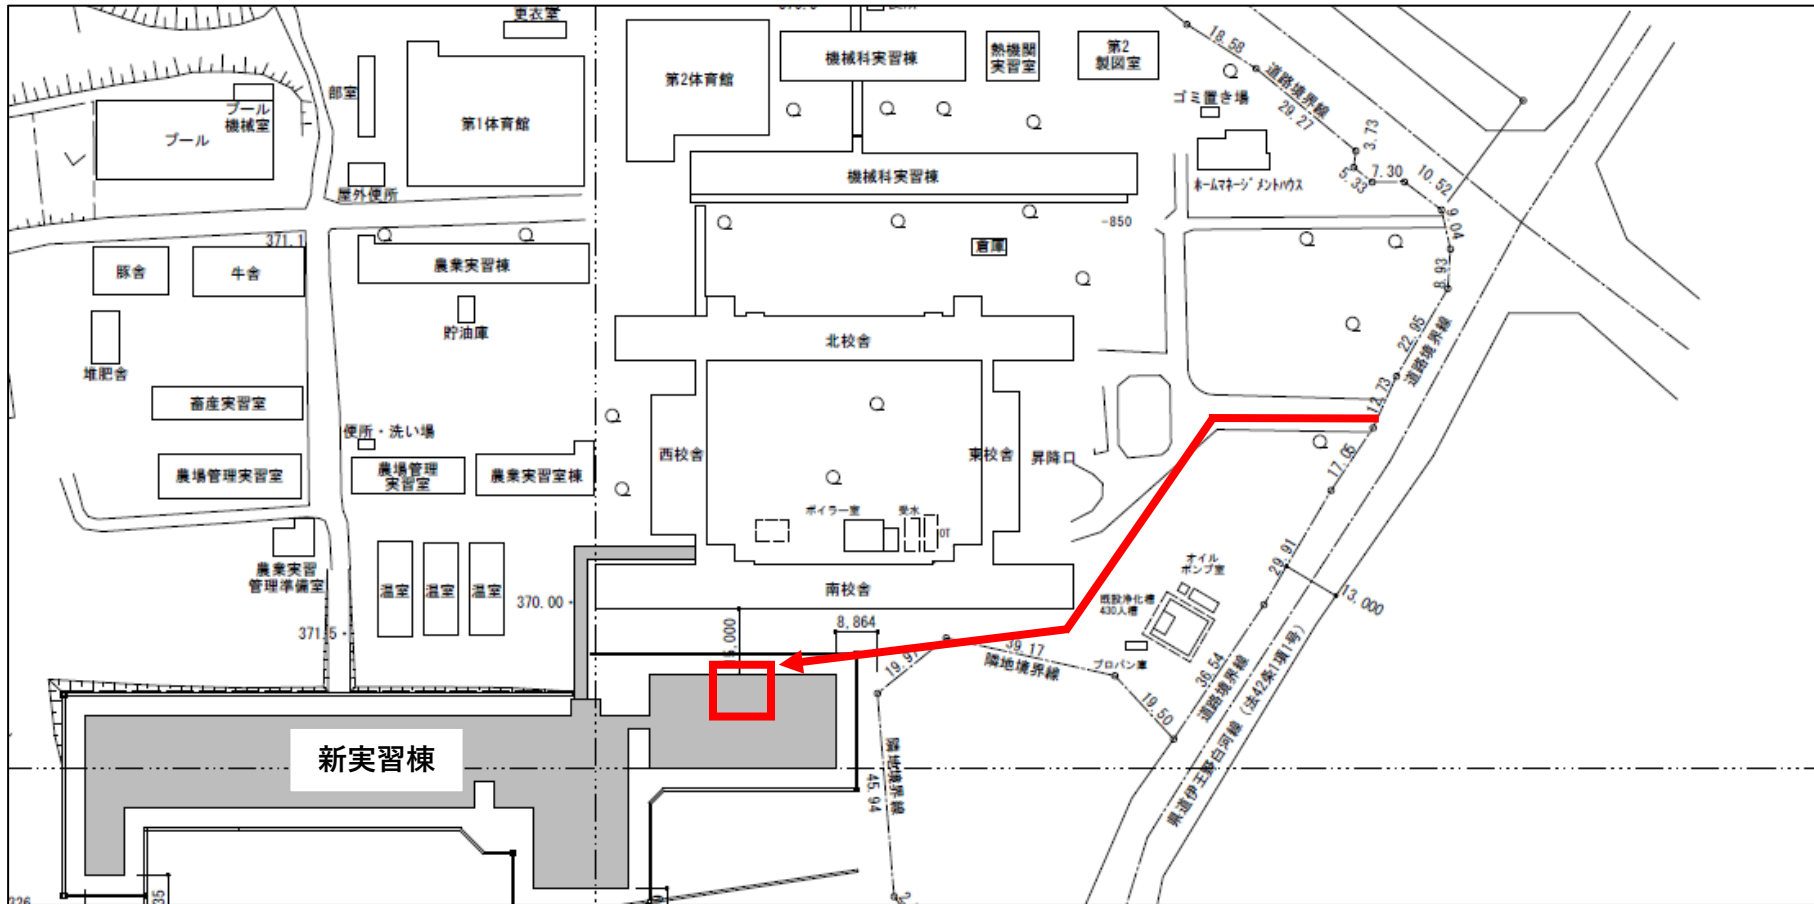 更衣室
部室
プール
機械室
プール
第1体育館
屋外便所
第2体育館
機械科実習棟
熱機関
実習室
第2
製図室
ゴミ置き場
ホームマネージメントハウス
機械科実習棟
18.58
道路境界線
29.27
3.73
5.33
7.30
10.52
9.04
8.93
22.95
道路境界線
-850
371.1
豚舎
牛舎
農業実習棟
倉庫
貯油庫
北校舎
堆肥舎
畜産実習室
便所・洗い場
農場管理実習室
農場管理
実習室
農業実習室棟
西校舎
東校舎
昇降口
ボイラー室
受水
OT
17.05
29.91
13,000
オイル
ポンプ室
既設浄化槽
430人槽
プロパン庫
農業実習
管理準備室
温室
温室
温室
370.00
371.5
南校舎
8,864
19.97
39.17
隣地境界線
19.50
36.54
道路境界線
県道伊王野白河線（法42条1項1号）
新実習棟
隣地境界線
45.94